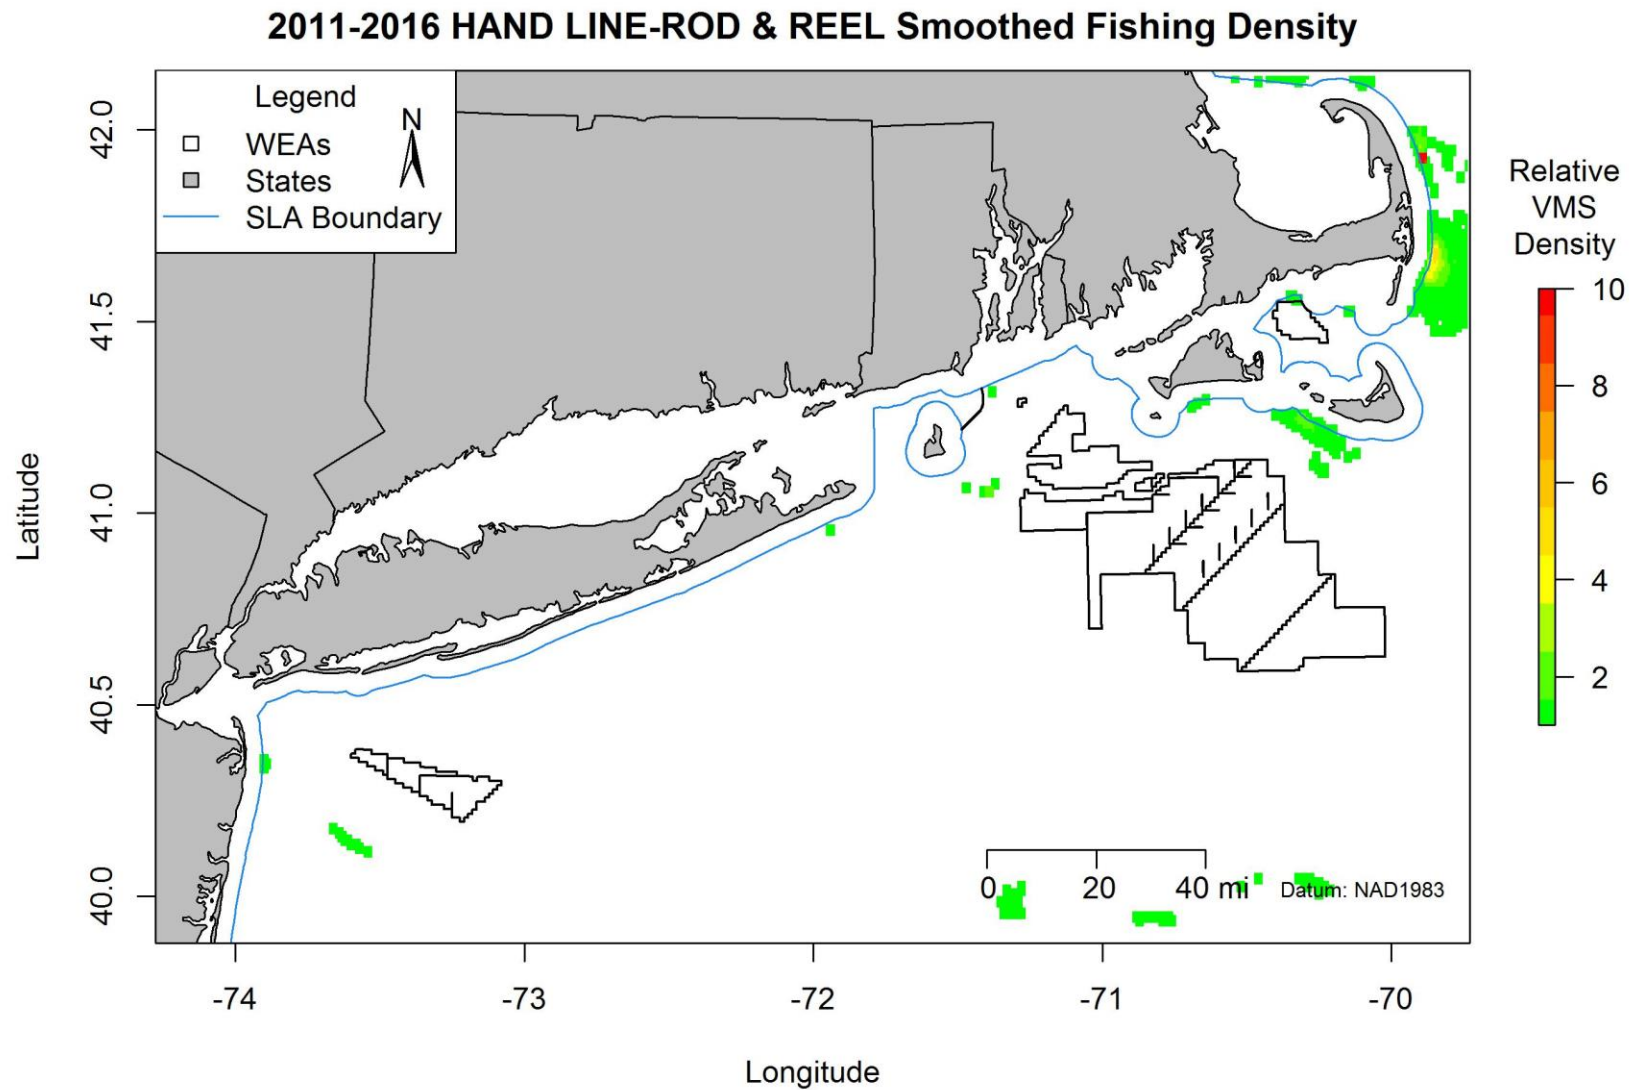 2011-2016 HAND LINE-ROD & REEL Smoothed Fishing Density
Legend
N
WEAs
States
SLA Boundary
Relative
VMS
Density
10
8
6
4
2
Latitude
42.0
41.5
41.0
40.5
40.0
0 20 40 mi
Datum: NAD1983
-74 -73 -72 -71 -70
Longitude